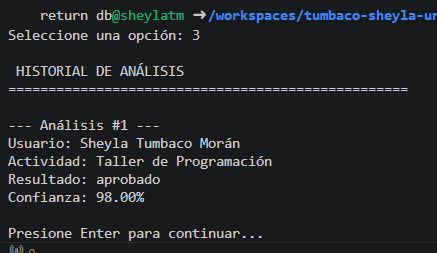 return db@sheylatm ➜/workspaces/tumbaco-sheyla-un
Seleccione una opción: 3
HISTORIAL DE ANÁLISIS
==================================================
--- Análisis #1 ---
Usuario: Sheyla Tumbaco Morán
Actividad: Taller de Programación
Resultado: aprobado
Confianza: 98.00%
Presione Enter para continuar...